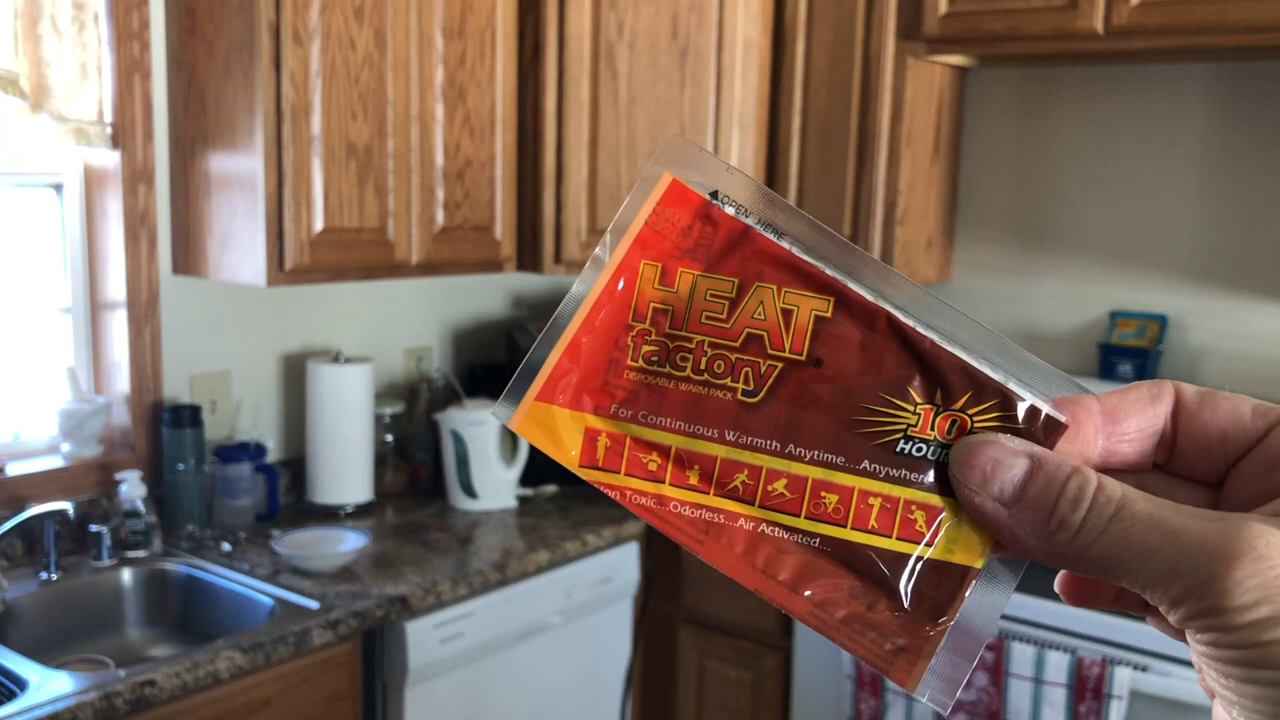 OPEN HERE
HEAT
factory®
DISPOSABLE WARM PACK
10
HOUR
For Continuous Warmth Anytime...Anywhere
Non Toxic...Odorless...Air Activated...